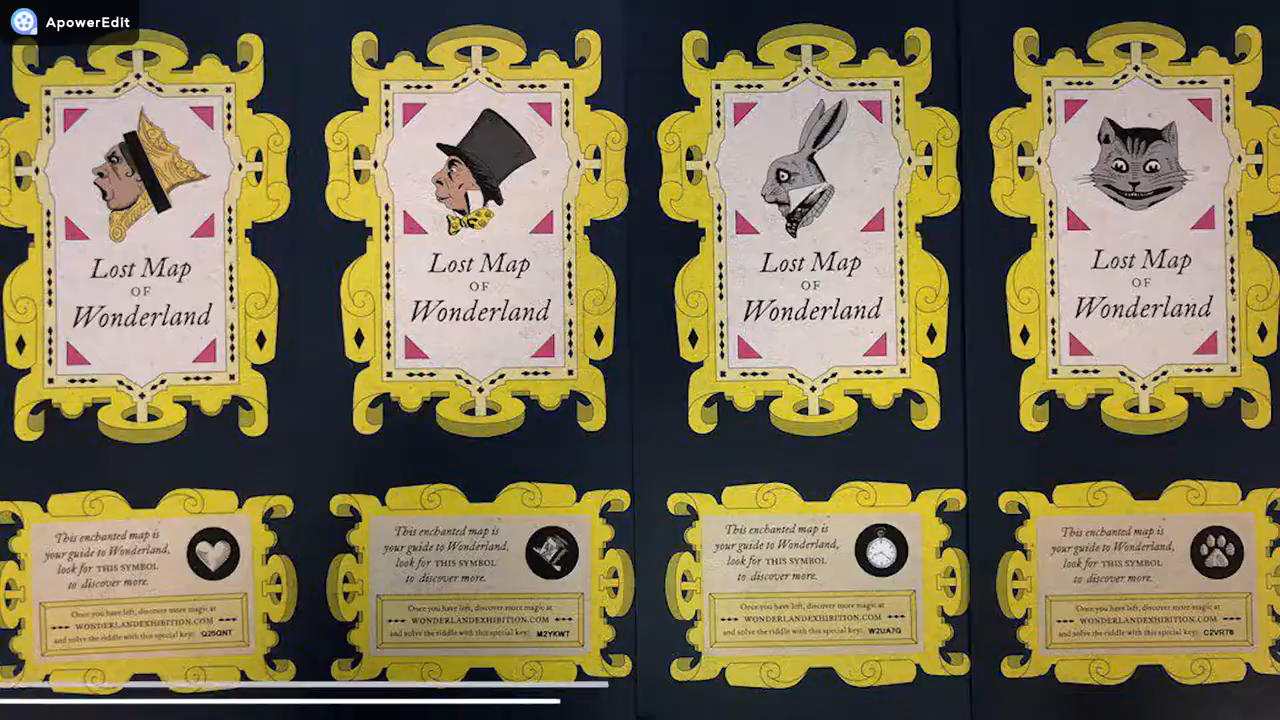 ApowerEdit
Lost Map
OF
Wonderland
Lost Map
OF
Wonderland
Lost Map
OF
Wonderland
Lost Map
OF
Wonderland
This enchanted map is
your guide to Wonderland,
look for THIS SYMBOL
to discover more.
Once you have left, discover more magic at
WONDERLANDEXHIBITION.COM
and solve the riddle with this special key: Q25QNT
This enchanted map is
your guide to Wonderland,
look for THIS SYMBOL
to discover more.
Once you have left, discover more magic at
WONDERLANDEXHIBITION.COM
and solve the riddle with this special key: M2YKWT
This enchanted map is
your guide to Wonderland,
look for THIS SYMBOL
to discover more.
Once you have left, discover more magic at
WONDERLANDEXHIBITION.COM
and solve the riddle with this special key:
This enchanted map is
your guide to Wonderland,
look for THIS SYMBOL
to discover more.
Once you have left, discover more magic at
WONDERLANDEXHIBITION.COM
and solve the riddle with this special key: